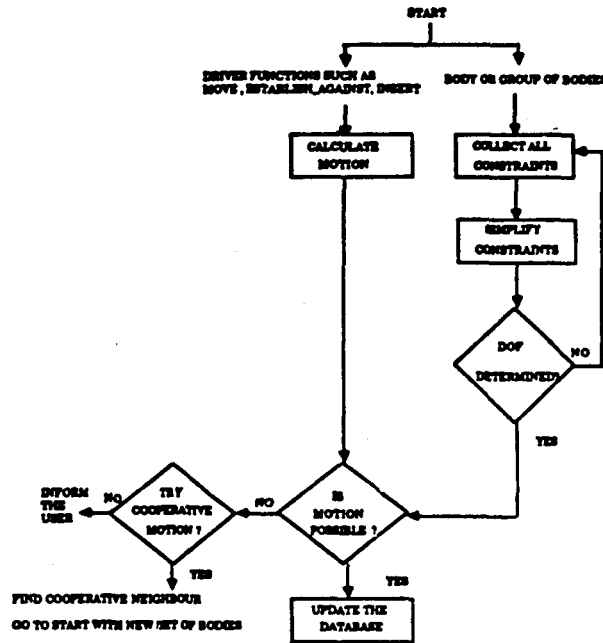 START
DRIVER FUNCTIONS SUCH AS
MOVE, ESTABLISH_AGAINST, INSERT
BODY OR GROUP OF BODIES
CALCULATE
MOTION
COLLECT ALL
CONSTRAINTS
SIMPLIFY
CONSTRAINTS
DOF
DETERMINED?
NO
YES
IS
MOTION
POSSIBLE ?
NO
TRY
COOPERATIVE
MOTION ?
NO
INFORM
THE
USER
YES
YES
FIND COOPERATIVE NEIGHBOUR
GO TO START WITH NEW SET OF BODIES
UPDATE THE
DATABASE